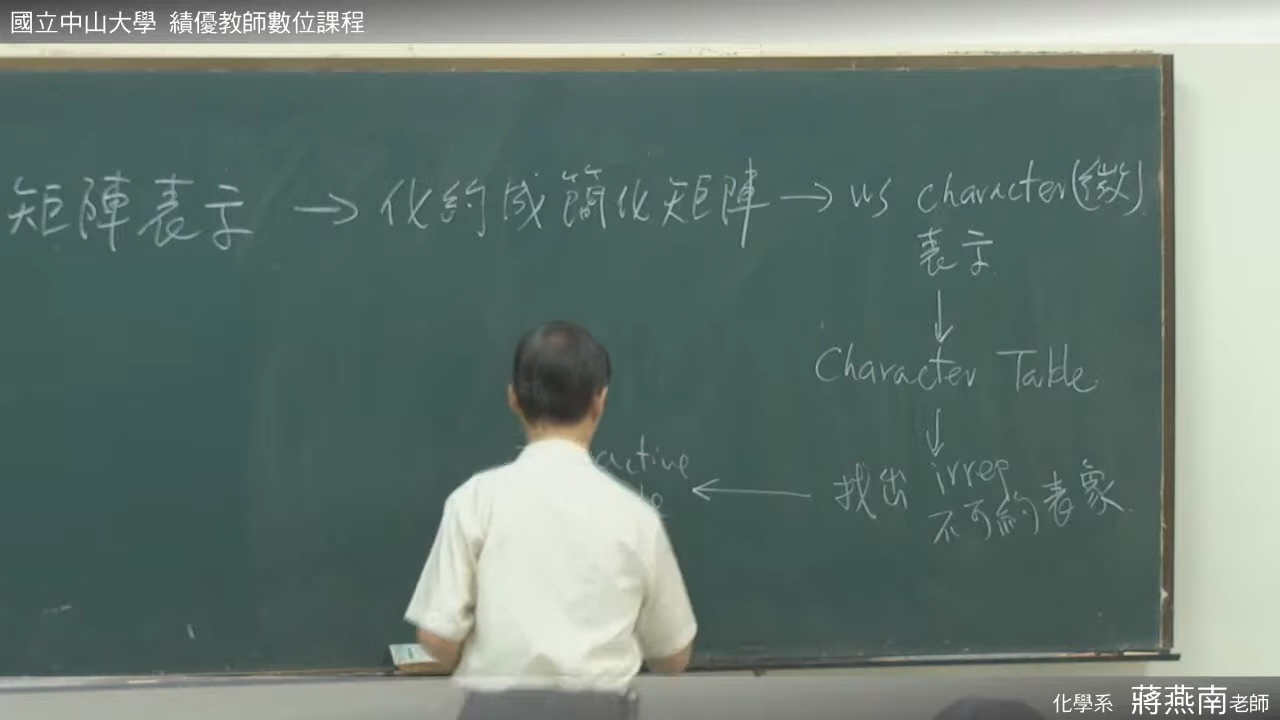 國立中山大學 績優教師數位課程
矩陣表示 → 化約成簡化矩陣 → 以 character(徵)
表示
↓
Character Table
↓
active
← 找出 irrep
不可約表象
化學系 蔣燕南老師